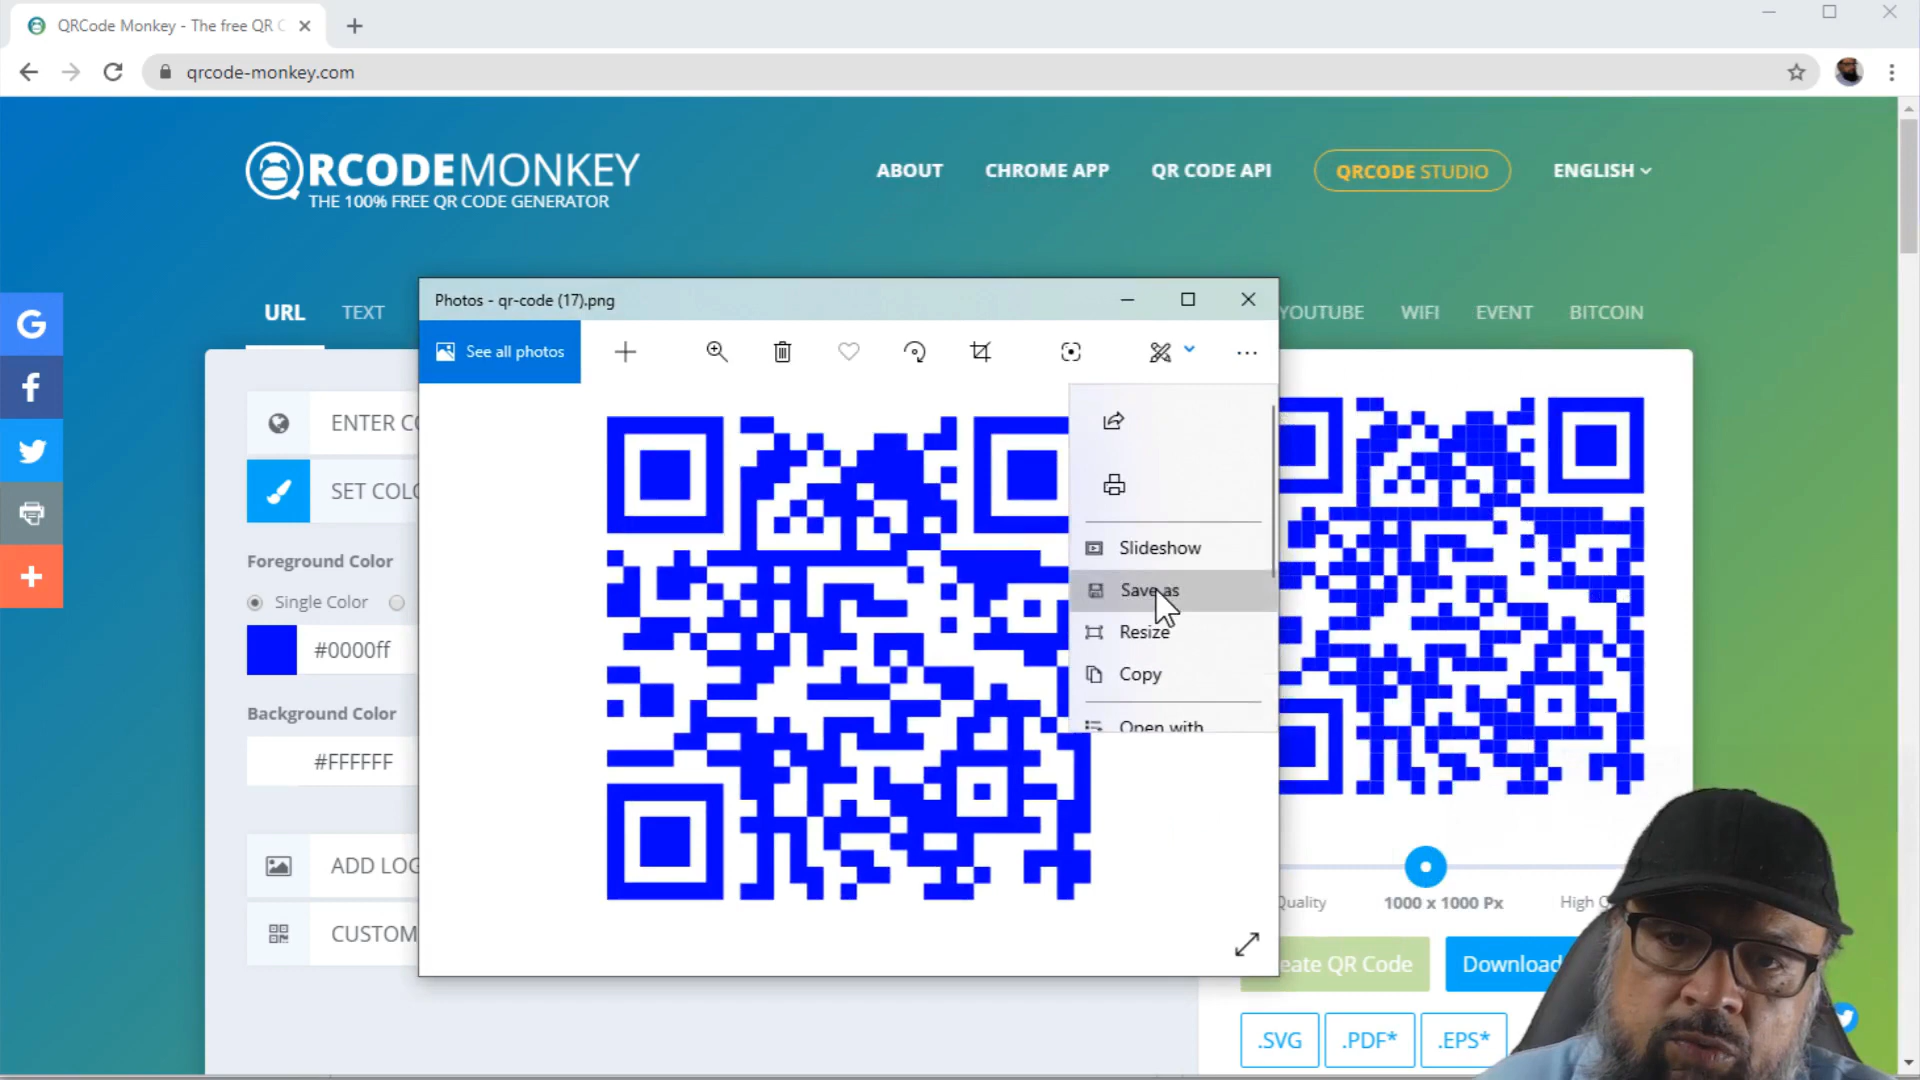 QRCode Monkey - The free QR C
qrcode-monkey.com
QRCODEMONKEY
THE 100% FREE QR CODE GENERATOR
ABOUT
CHROME APP
QR CODE API
QRCODE STUDIO
ENGLISH
URL
TEXT
YOUTUBE
WIFI
EVENT
BITCOIN
Photos - qr-code (17).png
See all photos
ENTER CO
SET COLO
Foreground Color
Single Color
#0000ff
Background Color
#FFFFFF
ADD LOG
CUSTOM
Slideshow
Save as
Resize
Copy
Open with
Quality
1000 x 1000 Px
High Q
eate QR Code
Download
.SVG
.PDF*
.EPS*